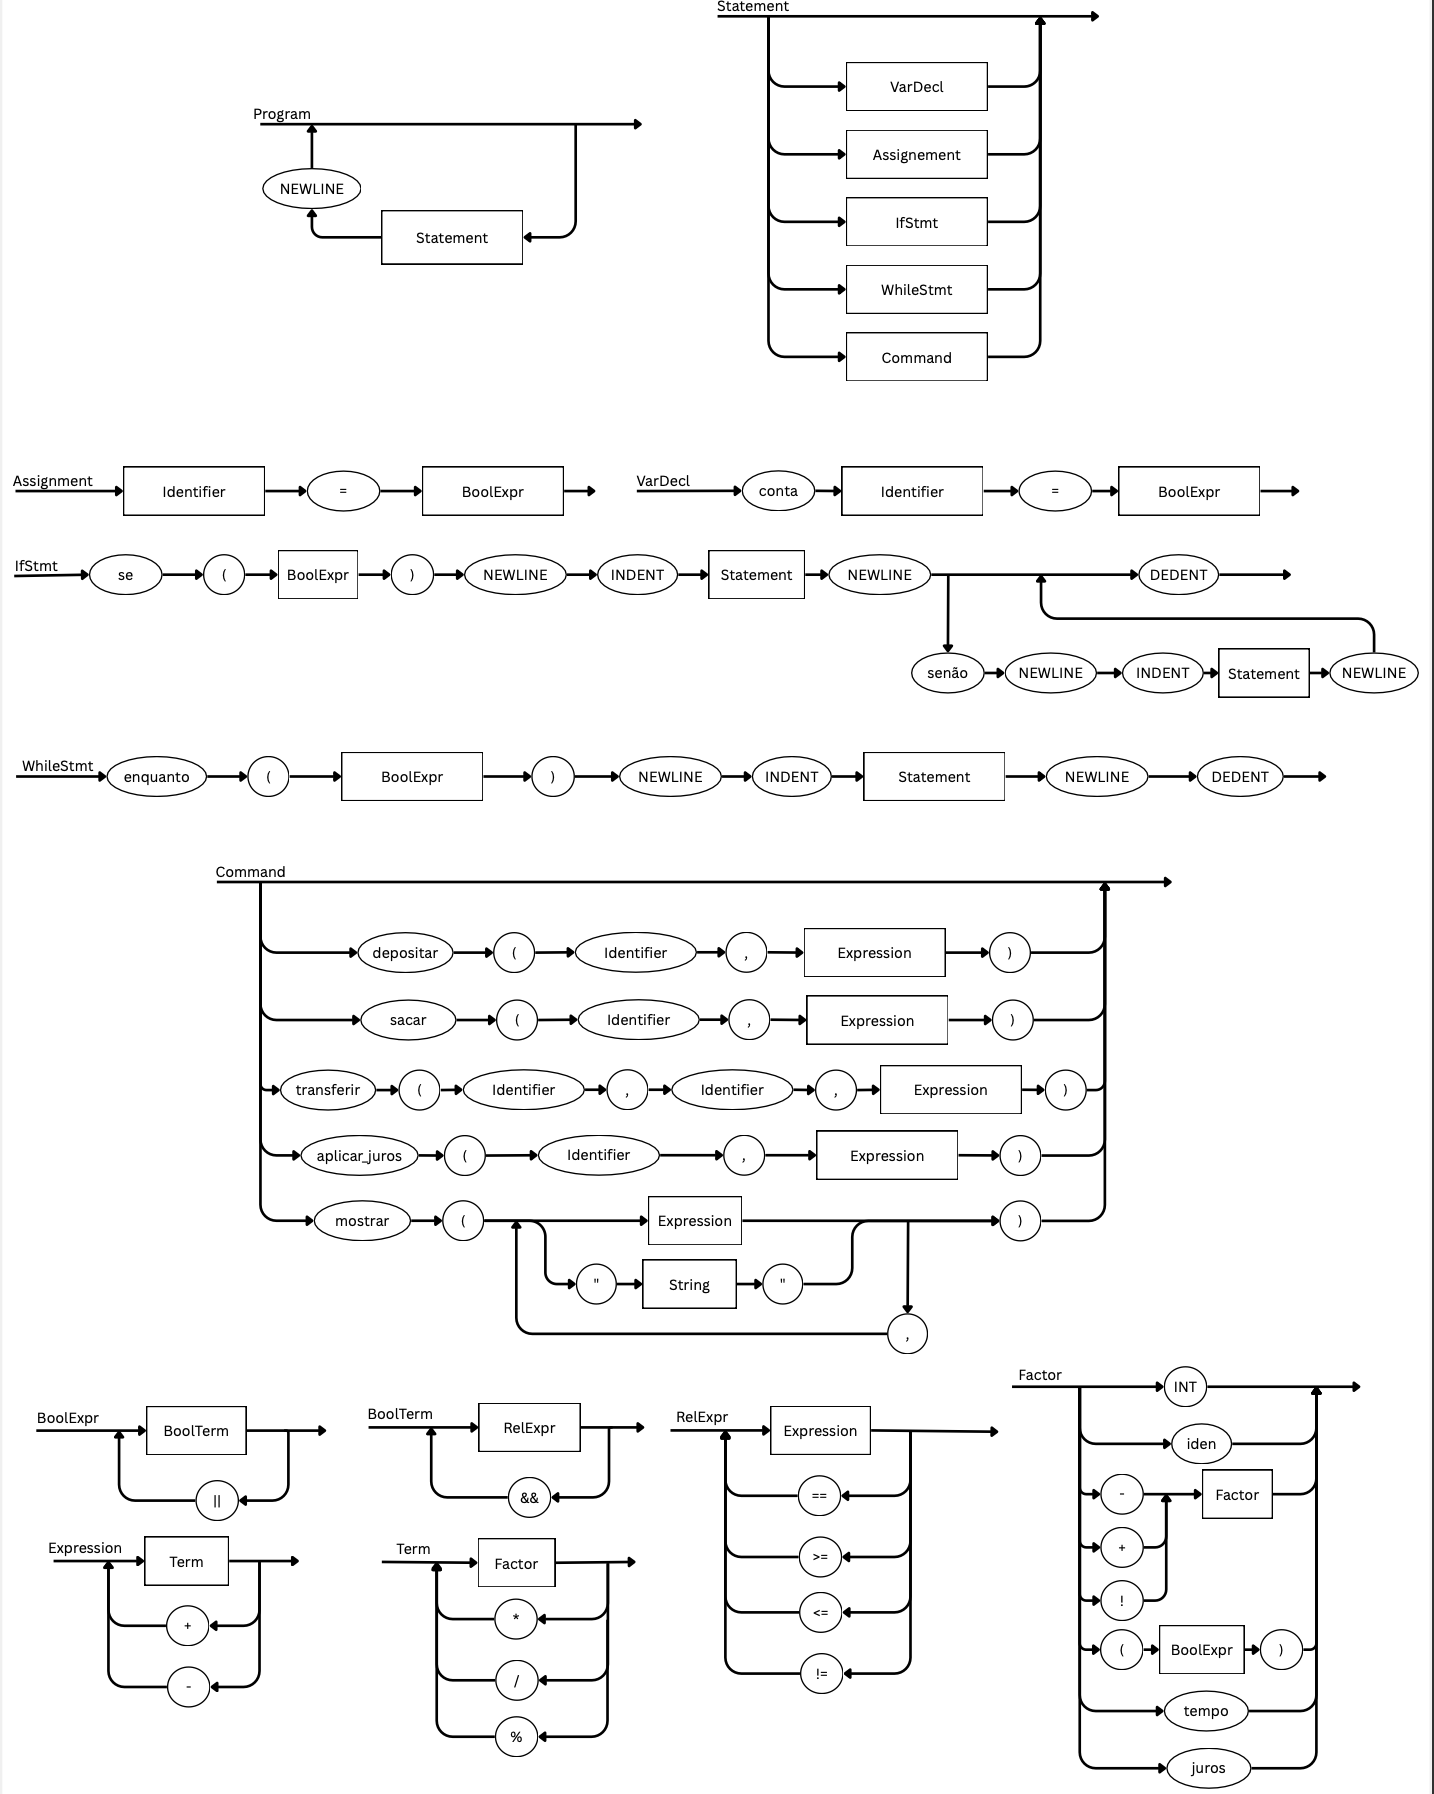 Statement
VarDecl
Assignement
IfStmt
WhileStmt
Command
Program
NEWLINE
Statement
Assignment Identifier = BoolExpr
VarDecl conta Identifier = BoolExpr
IfStmt se ( BoolExpr ) NEWLINE INDENT Statement NEWLINE DEDENT
senão NEWLINE INDENT Statement NEWLINE
WhileStmt enquanto ( BoolExpr ) NEWLINE INDENT Statement NEWLINE DEDENT
Command
depositar ( Identifier , Expression )
sacar ( Identifier , Expression )
transferir ( Identifier , Identifier , Expression )
aplicar_juros ( Identifier , Expression )
mostrar ( Expression )
" String "
,
BoolExpr BoolTerm
||
BoolTerm RelExpr
&&
RelExpr Expression
==
>=
<=
!=
Expression Term
+
-
Term Factor
*
/
%
Factor INT
iden
- Factor
+
!
( BoolExpr )
tempo
juros